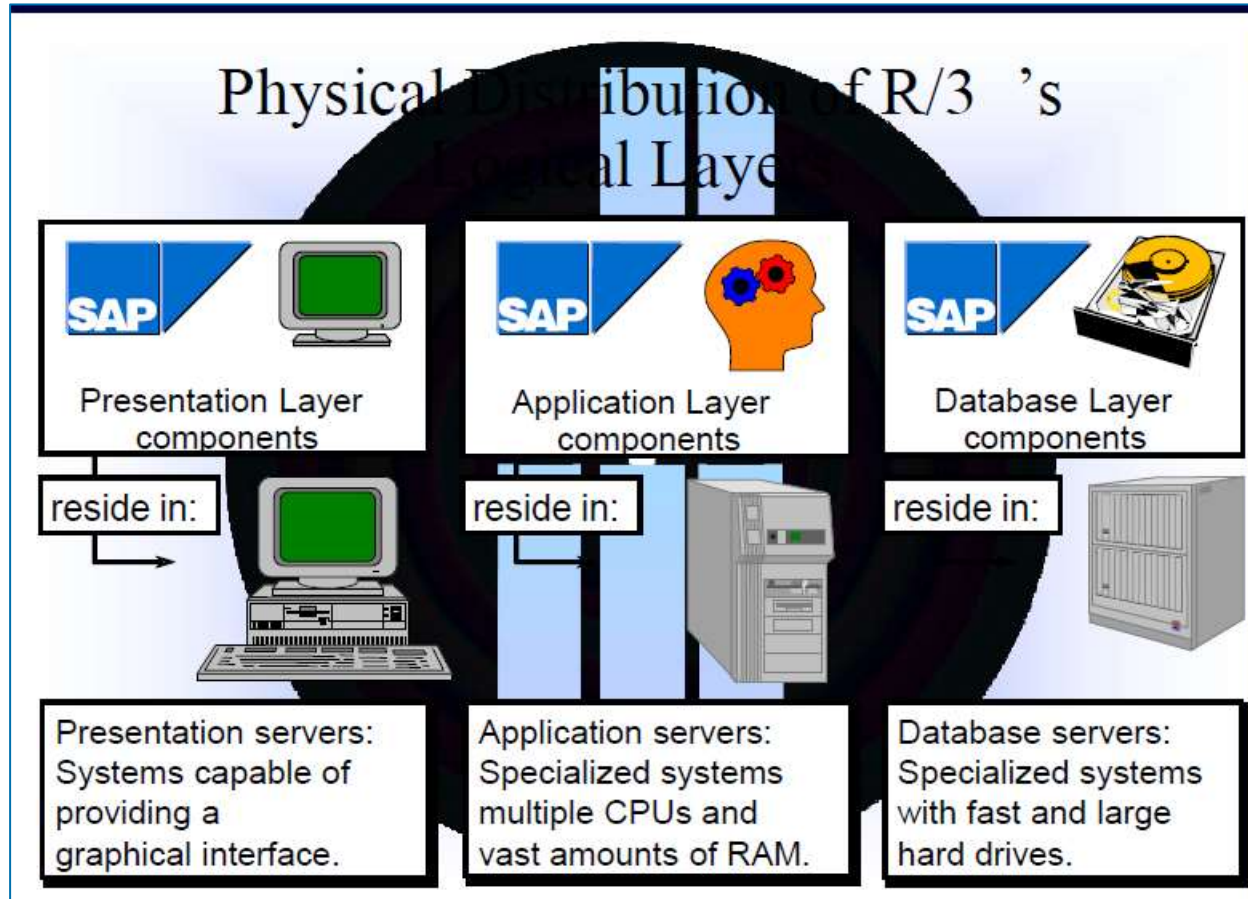 Physical Distribution of R/3 ’s
Logical Layers
SAP
SAP
SAP
Presentation Layer
components
Application Layer
components
Database Layer
components
reside in:
reside in:
reside in:
Presentation servers:
Systems capable of
providing a
graphical interface.
Application servers:
Specialized systems
multiple CPUs and
vast amounts of RAM.
Database servers:
Specialized systems
with fast and large
hard drives.